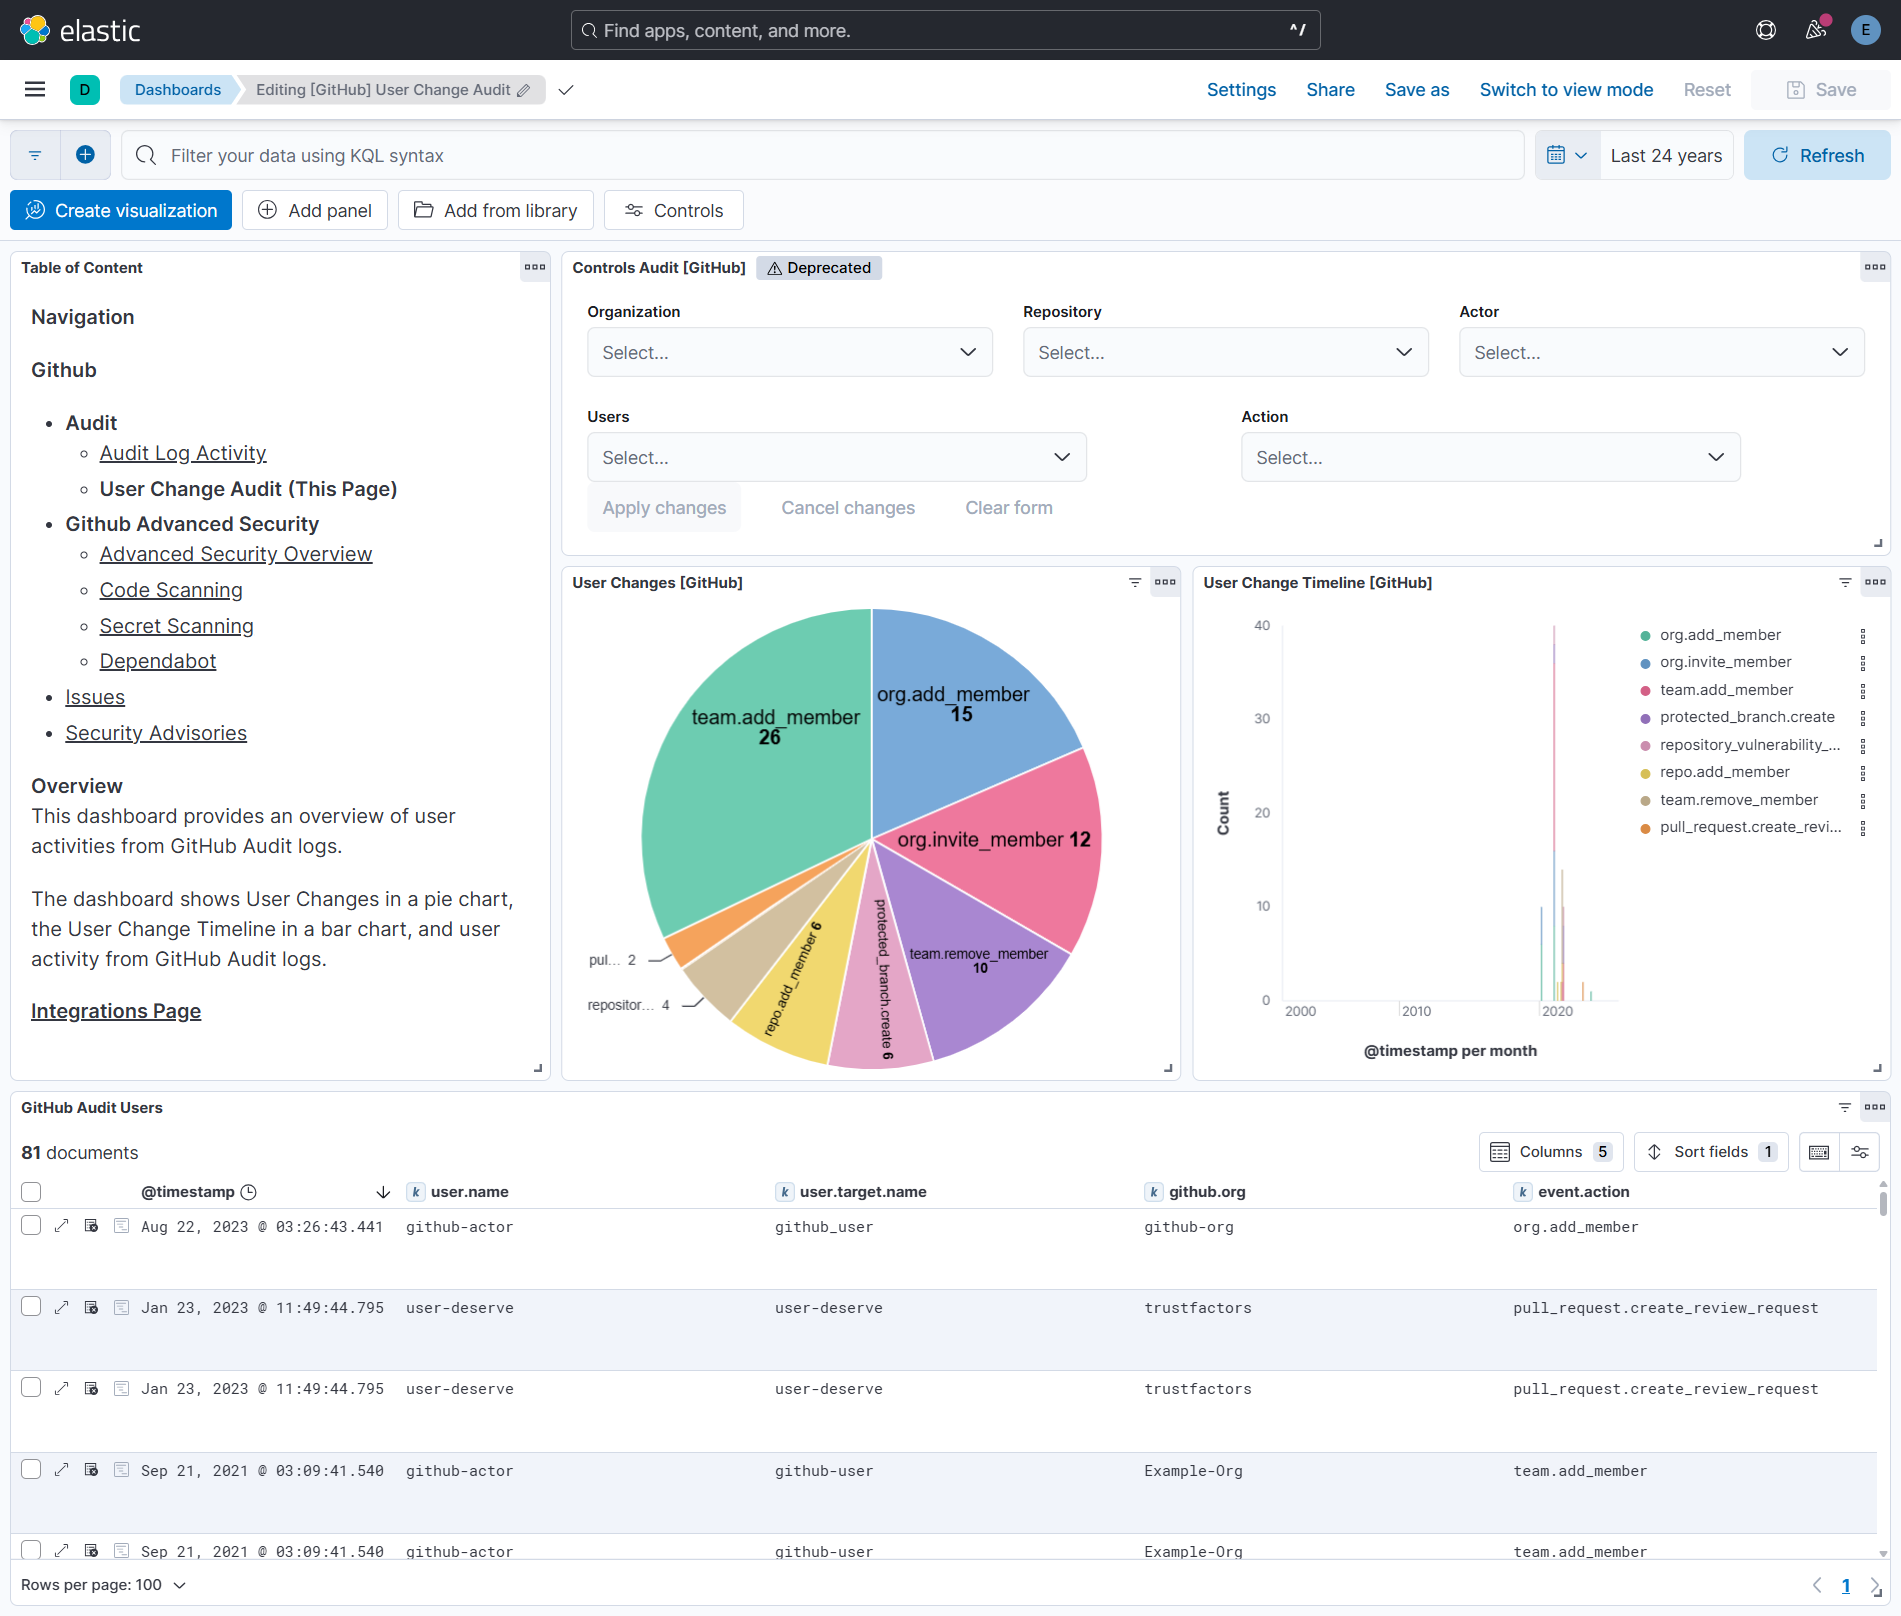 elastic
Find apps, content, and more.
^/
E
D
Dashboards
Editing [GitHub] User Change Audit
Settings
Share
Save as
Switch to view mode
Reset
Save
Filter your data using KQL syntax
Last 24 years
Refresh
Create visualization
Add panel
Add from library
Controls
Table of Content
Navigation
Github
Audit
Audit Log Activity
User Change Audit (This Page)
Github Advanced Security
Advanced Security Overview
Code Scanning
Secret Scanning
Dependabot
Issues
Security Advisories
Overview
This dashboard provides an overview of user
activities from GitHub Audit logs.
The dashboard shows User Changes in a pie chart,
the User Change Timeline in a bar chart, and user
activity from GitHub Audit logs.
Integrations Page
Controls Audit [GitHub]
Deprecated
Organization
Repository
Actor
Select...
Select...
Select...
Users
Action
Select...
Select...
Apply changes
Cancel changes
Clear form
User Changes [GitHub]
team.add_member
26
org.add_member
15
org.invite_member 12
team.remove_member
10
protected_branch.create 6
repo.add_member 6
repositor... 4
pul... 2
User Change Timeline [GitHub]
40
30
20
10
0
Count
2000
2010
2020
@timestamp per month
org.add_member
org.invite_member
team.add_member
protected_branch.create
repository_vulnerability_...
repo.add_member
team.remove_member
pull_request.create_revi...
GitHub Audit Users
81 documents
Columns 5
Sort fields 1
@timestamp
k user.name
k user.target.name
k github.org
k event.action
Aug 22, 2023 @ 03:26:43.441 github-actor github_user github-org org.add_member
Jan 23, 2023 @ 11:49:44.795 user-deserve user-deserve trustfactors pull_request.create_review_request
Jan 23, 2023 @ 11:49:44.795 user-deserve user-deserve trustfactors pull_request.create_review_request
Sep 21, 2021 @ 03:09:41.540 github-actor github-user Example-Org team.add_member
Sep 21, 2021 @ 03:09:41.540 github-actor github-user Example-Org team.add_member
Rows per page: 100
1